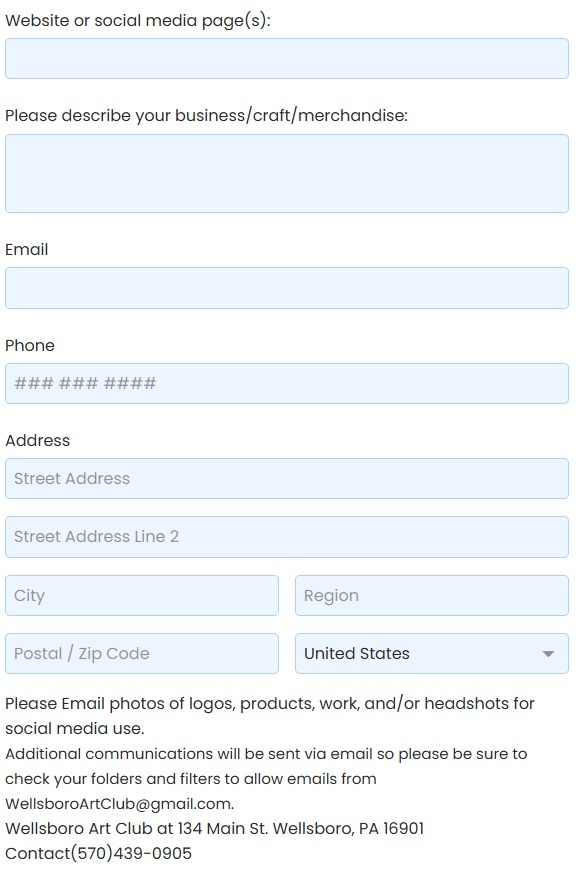 Website or social media page(s):
Please describe your business/craft/merchandise:
Email
Phone
### ### ####
Address
Street Address
Street Address Line 2
City
Region
Postal / Zip Code
United States
Please Email photos of logos, products, work, and/or headshots for
social media use.
Additional communications will be sent via email so please be sure to
check your folders and filters to allow emails from
WellsboroArtClub@gmail.com.
Wellsboro Art Club at 134 Main St. Wellsboro, PA 16901
Contact(570)439-0905